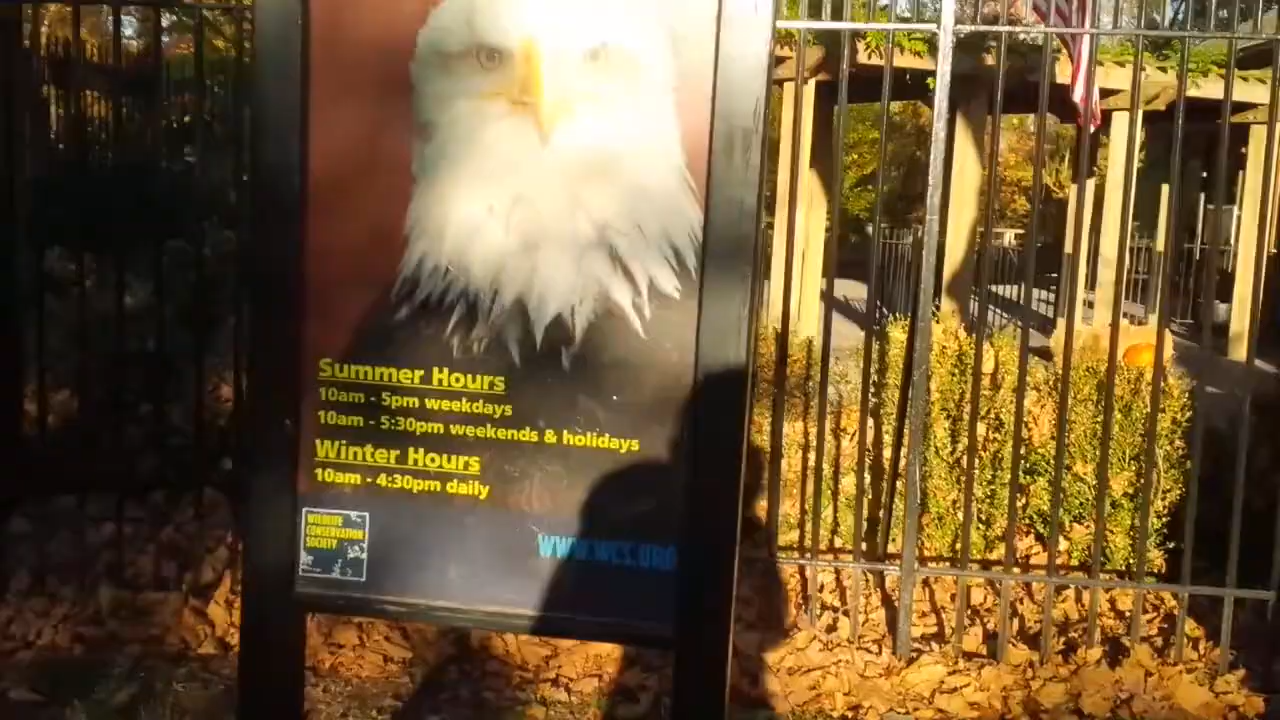 Summer Hours
10am - 5pm weekdays
10am - 5:30pm weekends & holidays
Winter Hours
10am - 4:30pm daily
WILDLIFE
CONSERVATION
SOCIETY
WWW.WCS.ORG